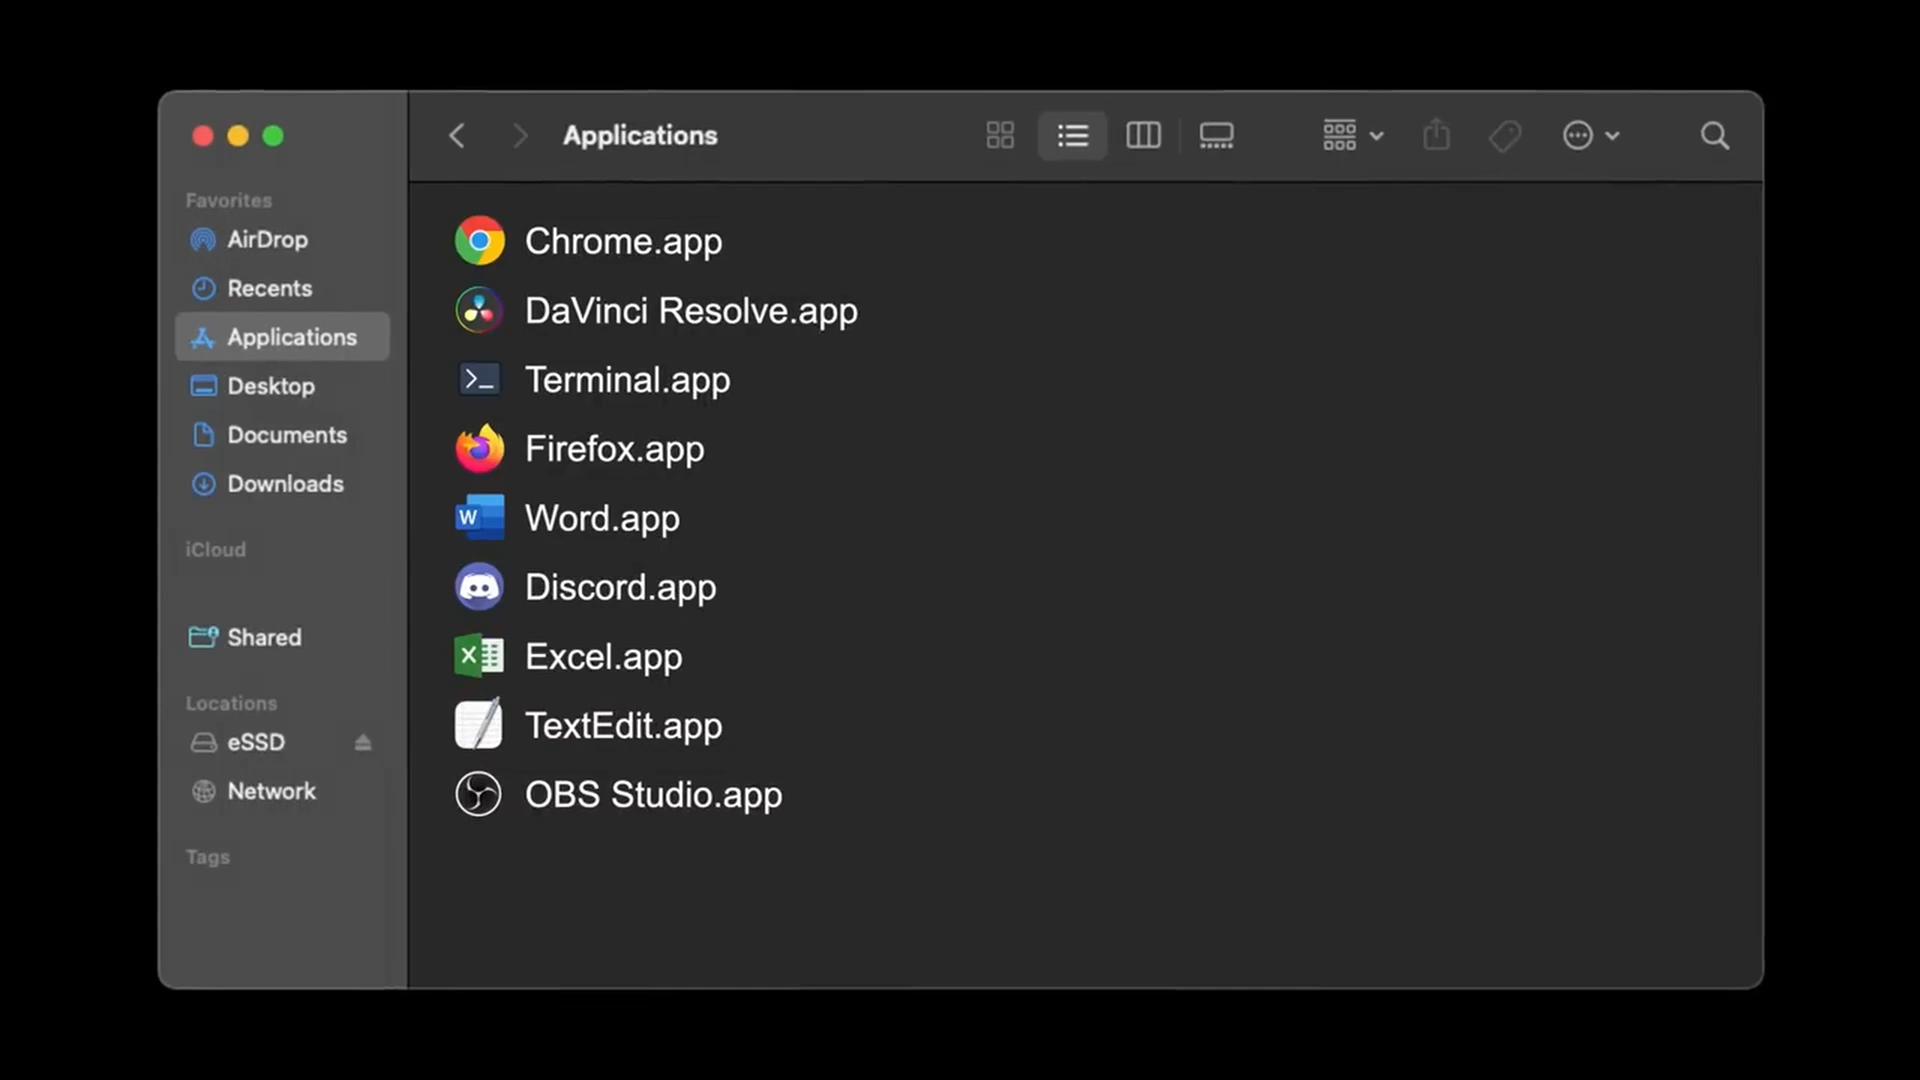 Applications
Favorites
AirDrop
Recents
Applications
Desktop
Documents
Downloads
iCloud
Shared
Locations
eSSD
Network
Tags
Chrome.app
DaVinci Resolve.app
Terminal.app
Firefox.app
Word.app
Discord.app
Excel.app
TextEdit.app
OBS Studio.app